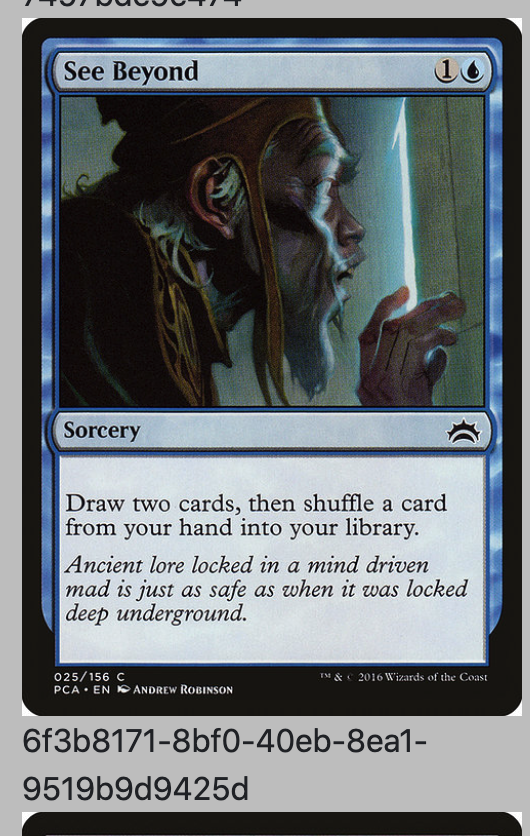 See Beyond
1
Sorcery
Draw two cards, then shuffle a card
from your hand into your library.
Ancient lore locked in a mind driven
mad is just as safe as when it was locked
deep underground.
025/156 C
PCA • EN ANDREW ROBINSON
™ & © 2016 Wizards of the Coast
6f3b8171-8bf0-40eb-8ea1-
9519b9d9425d